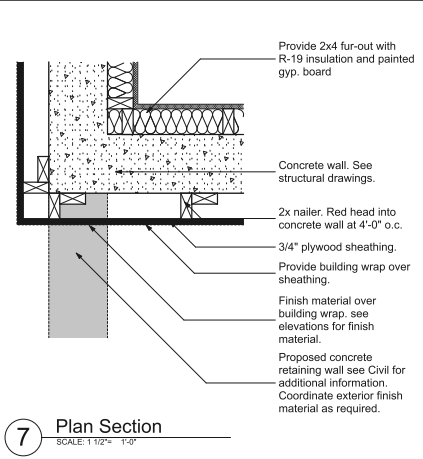 Provide 2x4 fur-out with
R-19 insulation and painted
gyp. board
Concrete wall. See
structural drawings.
2x nailer. Red head into
concrete wall at 4'-0" o.c.
3/4" plywood sheathing.
Provide building wrap over
sheathing.
Finish material over
building wrap. see
elevations for finish
material.
Proposed concrete
retaining wall see Civil for
additional information.
Coordinate exterior finish
material as required.
7
Plan Section
SCALE: 1 1/2"= 1'-0"